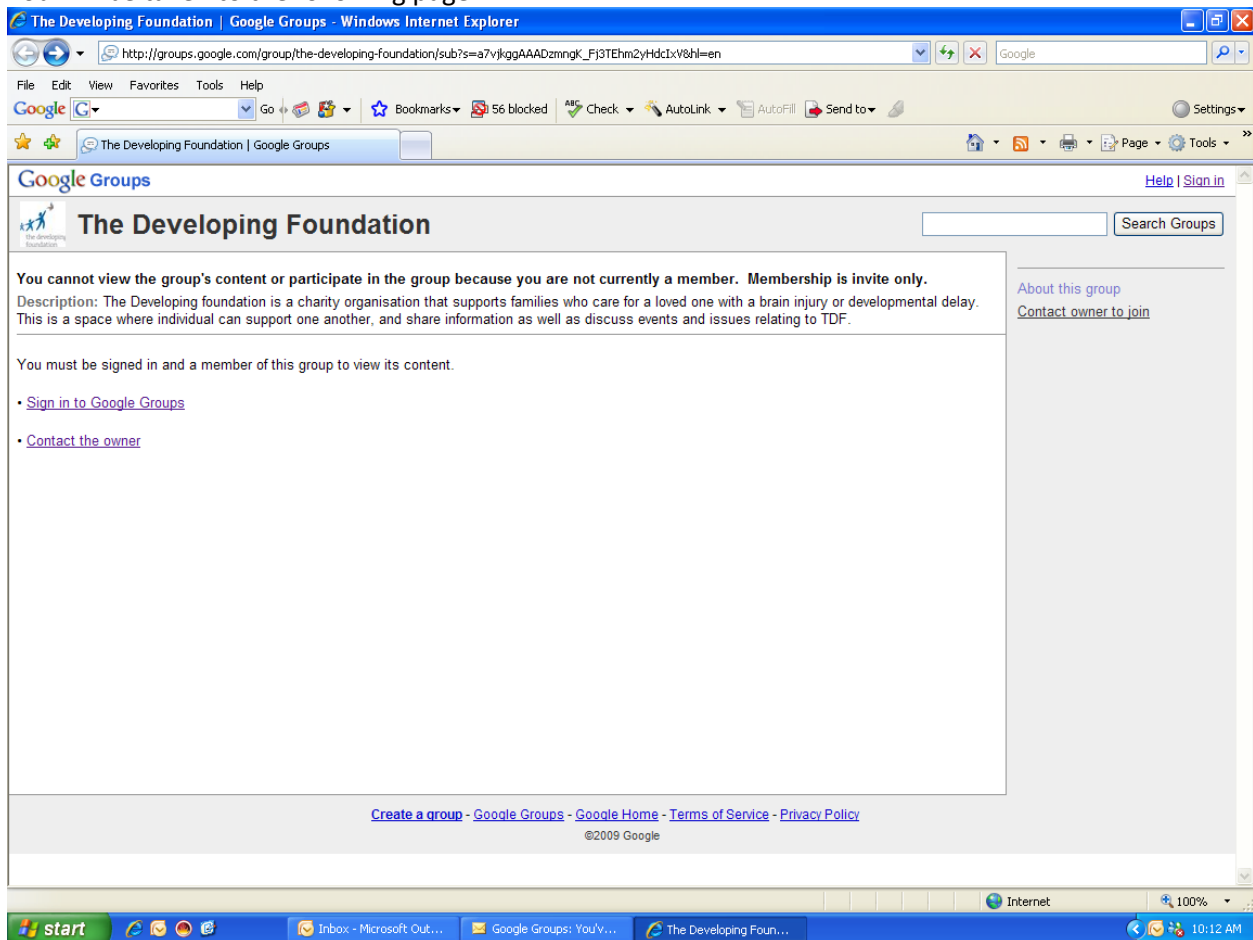 The Developing Foundation | Google Groups - Windows Internet Explorer
http://groups.google.com/group/the-developing-foundation/sub?s=a7vjkggAAADzmngK_Fj3TEhm2yHdcIxV8hl=en
Google
File Edit View Favorites Tools Help
Google G Go Bookmarks 56 blocked ABC Check AutoLink AutoFill Send to Settings
The Developing Foundation | Google Groups Page Tools
Google Groups Help | Sign in
the developing foundation
The Developing Foundation Search Groups
You cannot view the group's content or participate in the group because you are not currently a member. Membership is invite only.
Description: The Developing foundation is a charity organisation that supports families who care for a loved one with a brain injury or developmental delay.
This is a space where individual can support one another, and share information as well as discuss events and issues relating to TDF.
About this group
Contact owner to join
You must be signed in and a member of this group to view its content.
• Sign in to Google Groups
• Contact the owner
Create a group - Google Groups - Google Home - Terms of Service - Privacy Policy
©2009 Google
Internet 100%
start Inbox - Microsoft Out... Google Groups: You'v... The Developing Foun... 10:12 AM